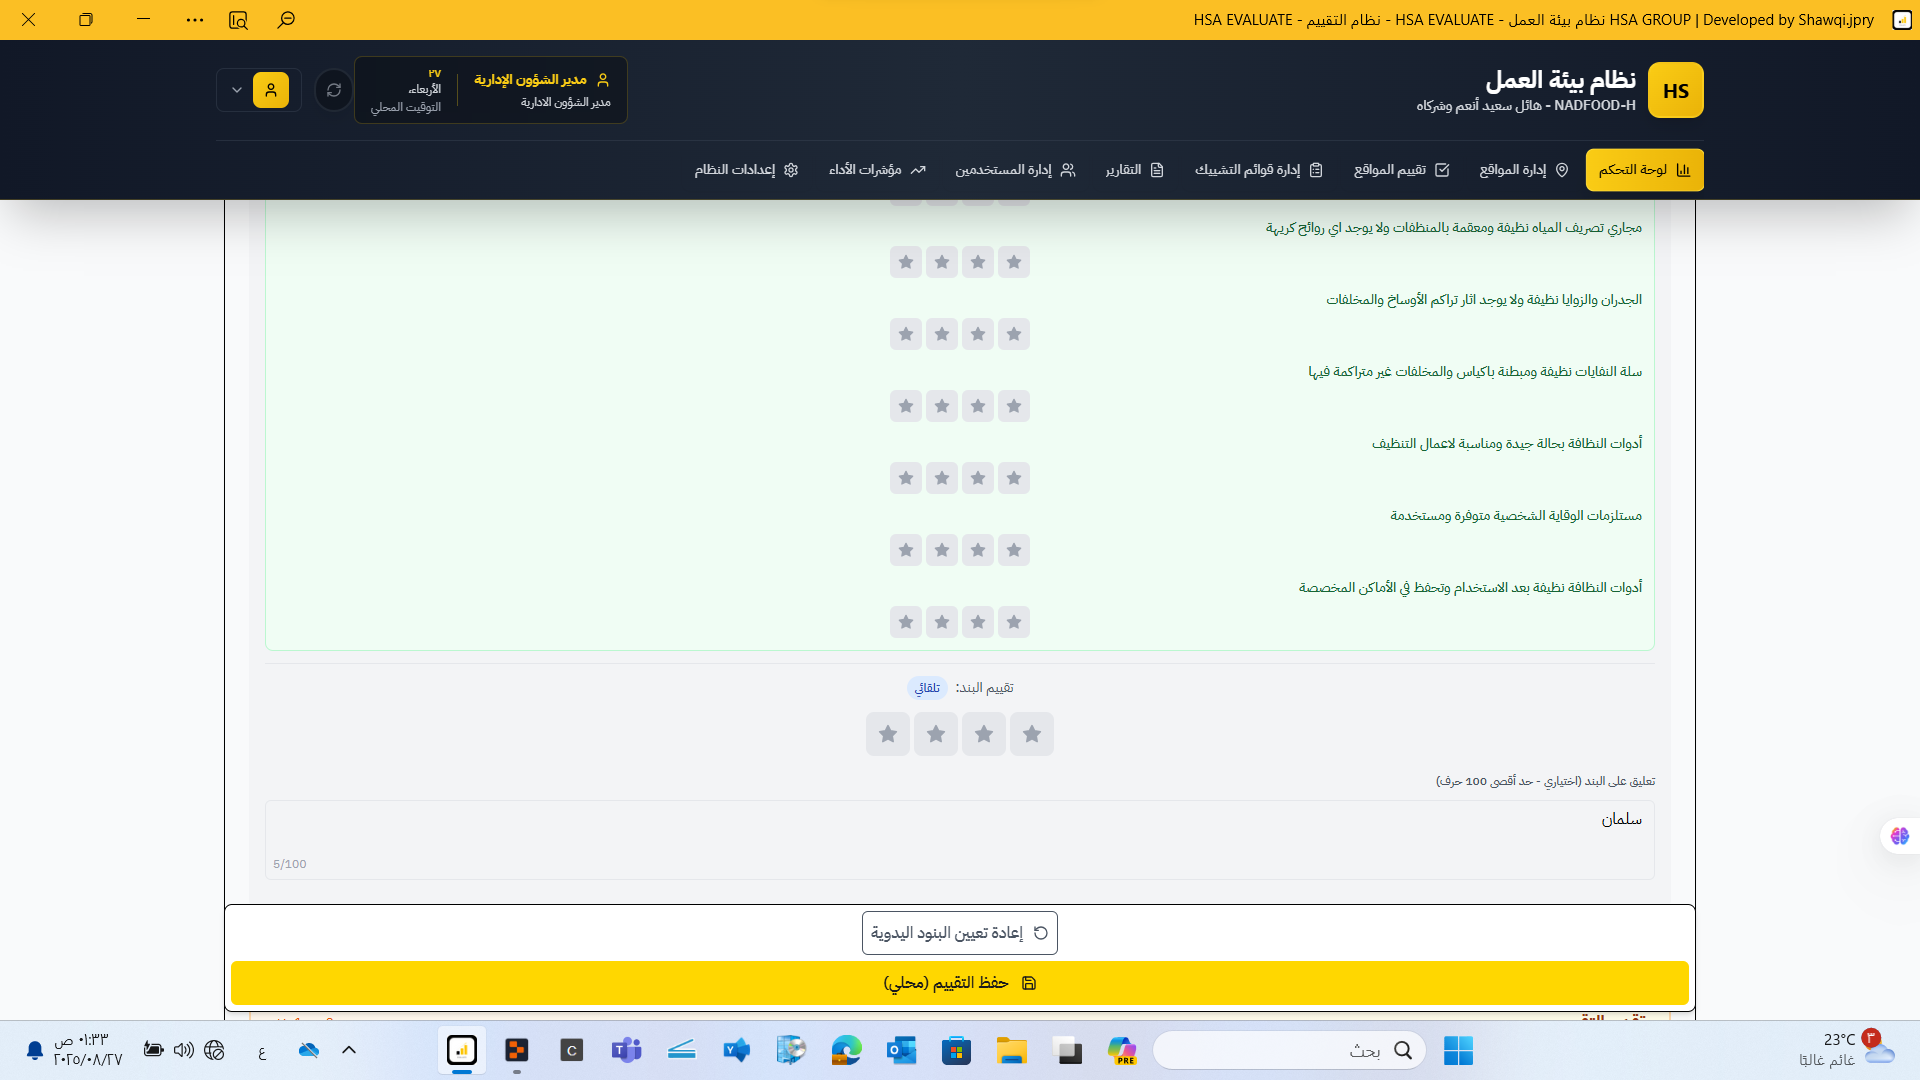 HSA EVALUATE - نظام التقييم - HSA EVALUATE - نظام بيئة العمل HSA GROUP | Developed by Shawqi.jpry
HS
نظام بيئة العمل
NADFOOD-H - هائل سعيد أنعم وشركاه
مدير الشؤون الإدارية
مدير الشؤون الادارية
٢٧
الأربعاء،
التوقيت المحلي
لوحة التحكم
إدارة المواقع
تقييم المواقع
إدارة قوائم التشييك
التقارير
إدارة المستخدمين
مؤشرات الأداء
إعدادات النظام
مجاري تصريف المياه نظيفة ومعقمة بالمنظفات ولا يوجد اي روائح كريهة
الجدران والزوايا نظيفة ولا يوجد اثار تراكم الأوساخ والمخلفات
سلة النفايات نظيفة ومبطنة باكياس والمخلفات غير متراكمة فيها
أدوات النظافة بحالة جيدة ومناسبة لاعمال التنظيف
مستلزمات الوقاية الشخصية متوفرة ومستخدمة
أدوات النظافة نظيفة بعد الاستخدام وتحفظ في الأماكن المخصصة
تقييم البند: تلقائي
تعليق على البند (اختياري - حد أقصى 100 حرف)
سلمان
5/100
إعادة تعيين البنود اليدوية
حفظ التقييم (محلي)
23°C
غائم غالبًا
٣
بحث
PRE
ع
٠١:٣٣ ص
٢٠٢٥/٠٨/٢٧